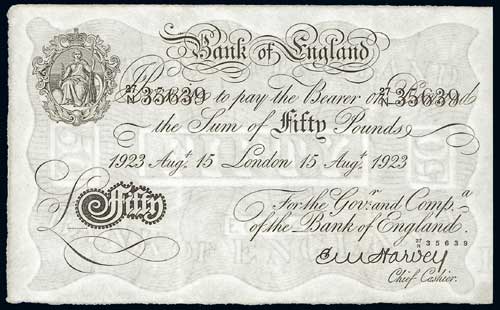 Bank of England
27/N 35639 27/N 35639
Promise to pay the Bearer on Demand
the Sum of Fifty Pounds
1923 Augt. 15 London 15 Augt. 1923
For the Govr. and Compa.
of the Bank of England.
27/N 35639
£ Fifty
E M Harvey
Chief Cashier.